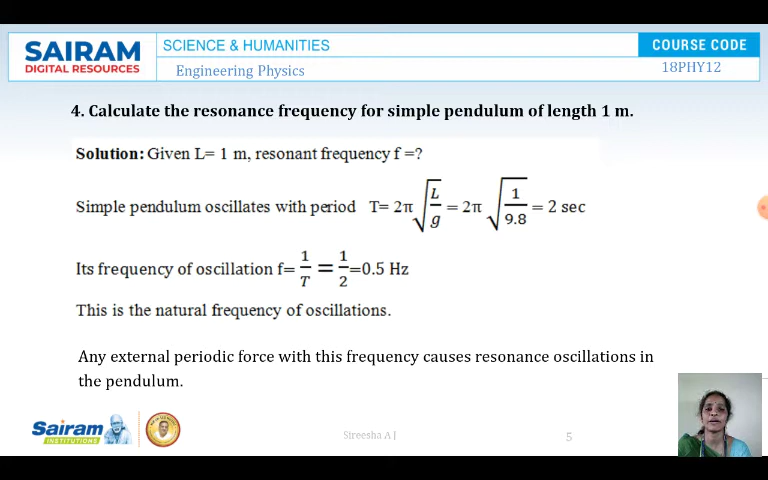 SAIRAM
DIGITAL RESOURCES
SCIENCE & HUMANITIES
COURSE CODE
Engineering Physics
18PHY12
4. Calculate the resonance frequency for simple pendulum of length 1 m.
Solution: Given L= 1 m, resonant frequency f =?
Simple pendulum oscillates with period T= 2π √(L/g) = 2π √(1/9.8) = 2 sec
Its frequency of oscillation f= 1/T = 1/2 =0.5 Hz
This is the natural frequency of oscillations.
Any external periodic force with this frequency causes resonance oscillations in
the pendulum.
Sairam
INSTITUTIONS
Sireesha A J
5